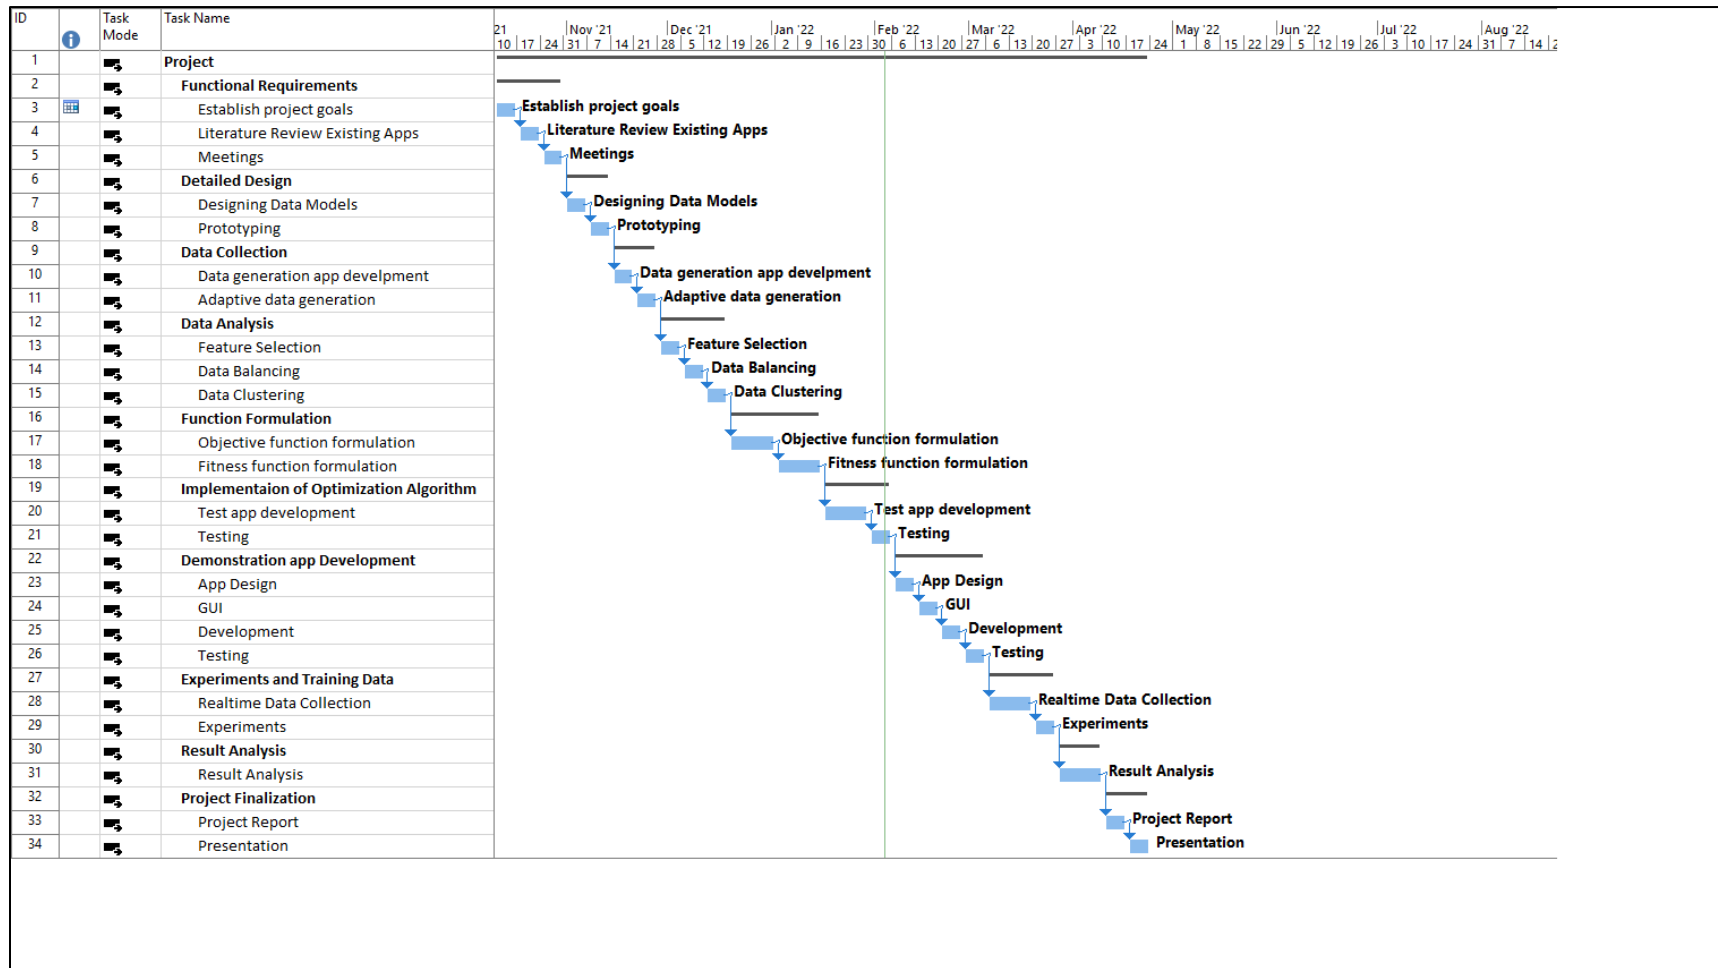 ID Task Mode Task Name
21 Nov '21 Dec '21 Jan '22 Feb '22 Mar '22 Apr '22 May '22 Jun '22 Jul '22 Aug '22
10 17 24 31 7 14 21 28 5 12 19 26 2 9 16 23 30 6 13 20 27 6 13 20 27 3 10 17 24 1 8 15 22 29 5 12 19 26 3 10 17 24 31 7 14 2
1 Project
2 Functional Requirements
3 Establish project goals Establish project goals
4 Literature Review Existing Apps Literature Review Existing Apps
5 Meetings Meetings
6 Detailed Design
7 Designing Data Models Designing Data Models
8 Prototyping Prototyping
9 Data Collection
10 Data generation app develpment Data generation app develpment
11 Adaptive data generation Adaptive data generation
12 Data Analysis
13 Feature Selection Feature Selection
14 Data Balancing Data Balancing
15 Data Clustering Data Clustering
16 Function Formulation
17 Objective function formulation Objective function formulation
18 Fitness function formulation Fitness function formulation
19 Implementaion of Optimization Algorithm
20 Test app development Test app development
21 Testing Testing
22 Demonstration app Development
23 App Design App Design
24 GUI GUI
25 Development Development
26 Testing Testing
27 Experiments and Training Data
28 Realtime Data Collection Realtime Data Collection
29 Experiments Experiments
30 Result Analysis
31 Result Analysis Result Analysis
32 Project Finalization
33 Project Report Project Report
34 Presentation Presentation